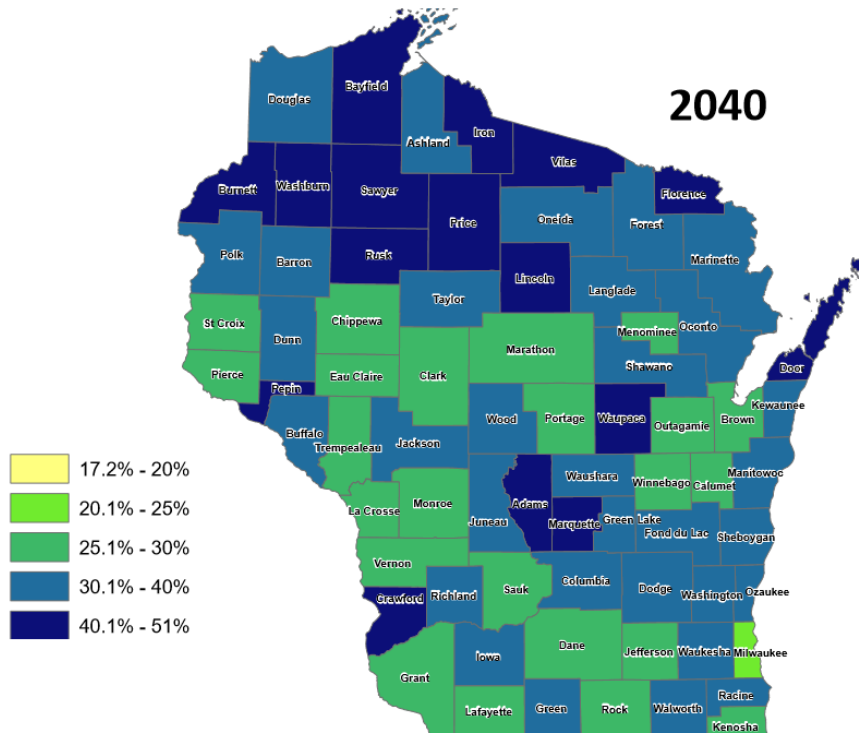 2040
Bayfield
Douglas
Iron
Ashland
Vilas
Burnett
Washburn
Sawyer
Florence
Price
Oneida
Forest
Polk
Barron
Rusk
Marinette
Lincoln
Langlade
Taylor
St Croix
Chippewa
Menominee
Oconto
Dunn
Marathon
Shawano
Door
Pierce
Eau Claire
Clark
Pepin
Kewaunee
Buffalo
Trempealeau
Jackson
Wood
Portage
Waupaca
Outagamie
Brown
17.2% - 20%
Waushara
Winnebago
Calumet
Manitowoc
20.1% - 25%
La Crosse
Monroe
Juneau
Adams
Marquette
Green Lake
Fond du Lac
Sheboygan
25.1% - 30%
Vernon
30.1% - 40%
Crawford
Richland
Sauk
Columbia
Dodge
Washington
Ozaukee
40.1% - 51%
Iowa
Dane
Jefferson
Waukesha
Milwaukee
Grant
Lafayette
Green
Rock
Walworth
Racine
Kenosha